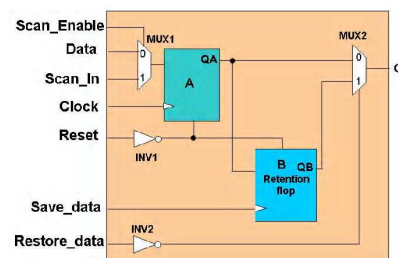 Scan_Enable
MUX1
MUX2
Data
0
QA
0
Q
Scan_In
1
A
1
Clock
Reset
INV1
B QB
Retention
flop
Save_data
INV2
Restore_data